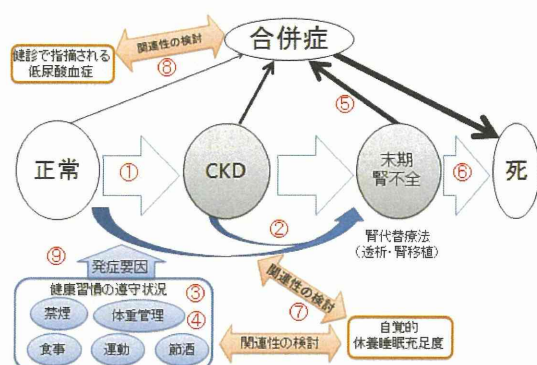 合併症
関連性の検討
⑧
健診で指摘される
低尿酸血症
⑤
正常
①
CKD
末期
腎不全
⑥
死
②
腎代替療法
(透析・腎移植)
⑨
発症要因
健康習慣の遵守状況
③
禁煙
体重管理
④
食事
運動
節酒
関連性の検討
⑦
関連性の検討
自覚的
休養睡眠充足度